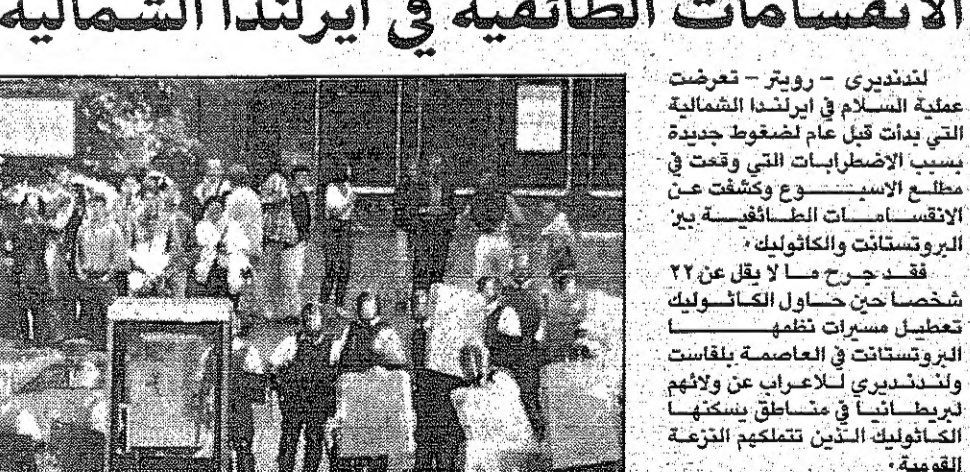 الانقسامات الطائفية في ايرلندا الشمالية
لندنديرى - رويتر - تعرضت
عملية السلام في ايرلندا الشمالية
التي بدأت قبل عام لضغوط جديدة
بسبب الاضطرابات التي وقعت في
مطلع الاسبوع وكشفت عن
الانقسامات الطائفية بين
البروتستانت والكاثوليك٠
فقد جرح ما لا يقل عن ٢٢
شخصا حين حاول الكاثوليك
تعطيل مسيرات نظمها
البروتستانت في العاصمة بلفاست
ولندنديري للاعراب عن ولائهم
لبريطانيا في مناطق يسكنها
الكاثوليك الذين تتملكهم النزعة
القومية٠